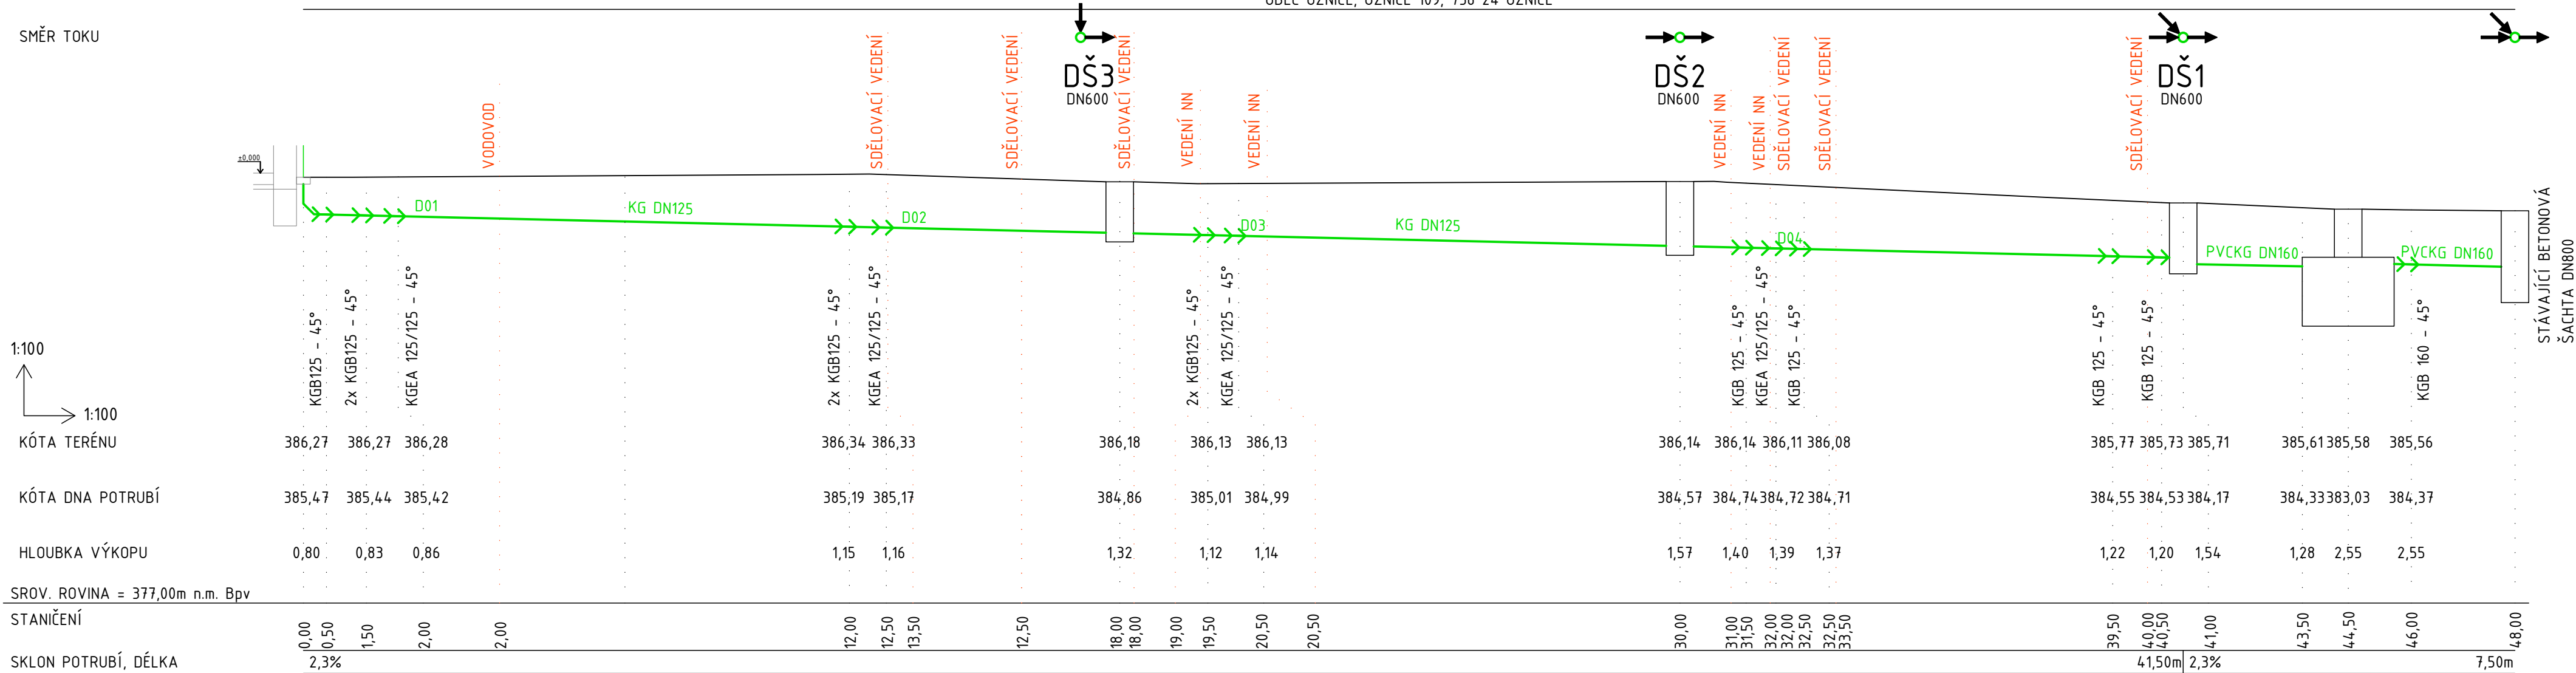 SMĚR TOKU
DŠ3
DN600
DŠ2
DN600
DŠ1
DN600
VODOVOD
SDĚLOVACÍ VEDENÍ
SDĚLOVACÍ VEDENÍ
SDĚLOVACÍ VEDENÍ
VEDENÍ NN
VEDENÍ NN
VEDENÍ NN
VEDENÍ NN
SDĚLOVACÍ VEDENÍ
SDĚLOVACÍ VEDENÍ
SDĚLOVACÍ VEDENÍ
±0,000
D01
KG DN125
D02
D03
KG DN125
D04
PVCKG DN160
PVCKG DN160
STÁVAJÍCÍ BETONOVÁ
ŠACHTA DN800
KGB125 - 45°
2x KGB125 - 45°
KGEA 125/125 - 45°
2x KGB125 - 45°
KGEA 125/125 - 45°
2x KGB125 - 45°
KGEA 125/125 - 45°
KGB 125 - 45°
KGEA 125/125 - 45°
KGB 125 - 45°
KGB 125 - 45°
KGB 125 - 45°
KGB 160 - 45°
1:100
1:100
KÓTA TERÉNU 386,27 386,27 386,28 386,34 386,33 386,18 386,13 386,13 386,14 386,14 386,11 386,08 385,77 385,73 385,71 385,61 385,58 385,56
KÓTA DNA POTRUBÍ 385,47 385,44 385,42 385,19 385,17 384,86 385,01 384,99 384,57 384,74 384,72 384,71 384,55 384,53 384,17 384,33 383,03 384,37
HLOUBKA VÝKOPU 0,80 0,83 0,86 1,15 1,16 1,32 1,12 1,14 1,57 1,40 1,39 1,37 1,22 1,20 1,54 1,28 2,55 2,55
SROV. ROVINA = 377,00m n.m. Bpv
STANIČENÍ 0,00 0,50 1,50 2,00 2,00 12,00 12,50 13,50 12,50 18,00 18,00 19,00 19,50 20,50 20,50 30,00 31,00 31,50 32,00 32,00 32,50 32,50 33,50 39,50 40,00 40,50 41,00 43,50 44,50 46,00 48,00
SKLON POTRUBÍ, DÉLKA 2,3% 41,50m 2,3% 7,50m